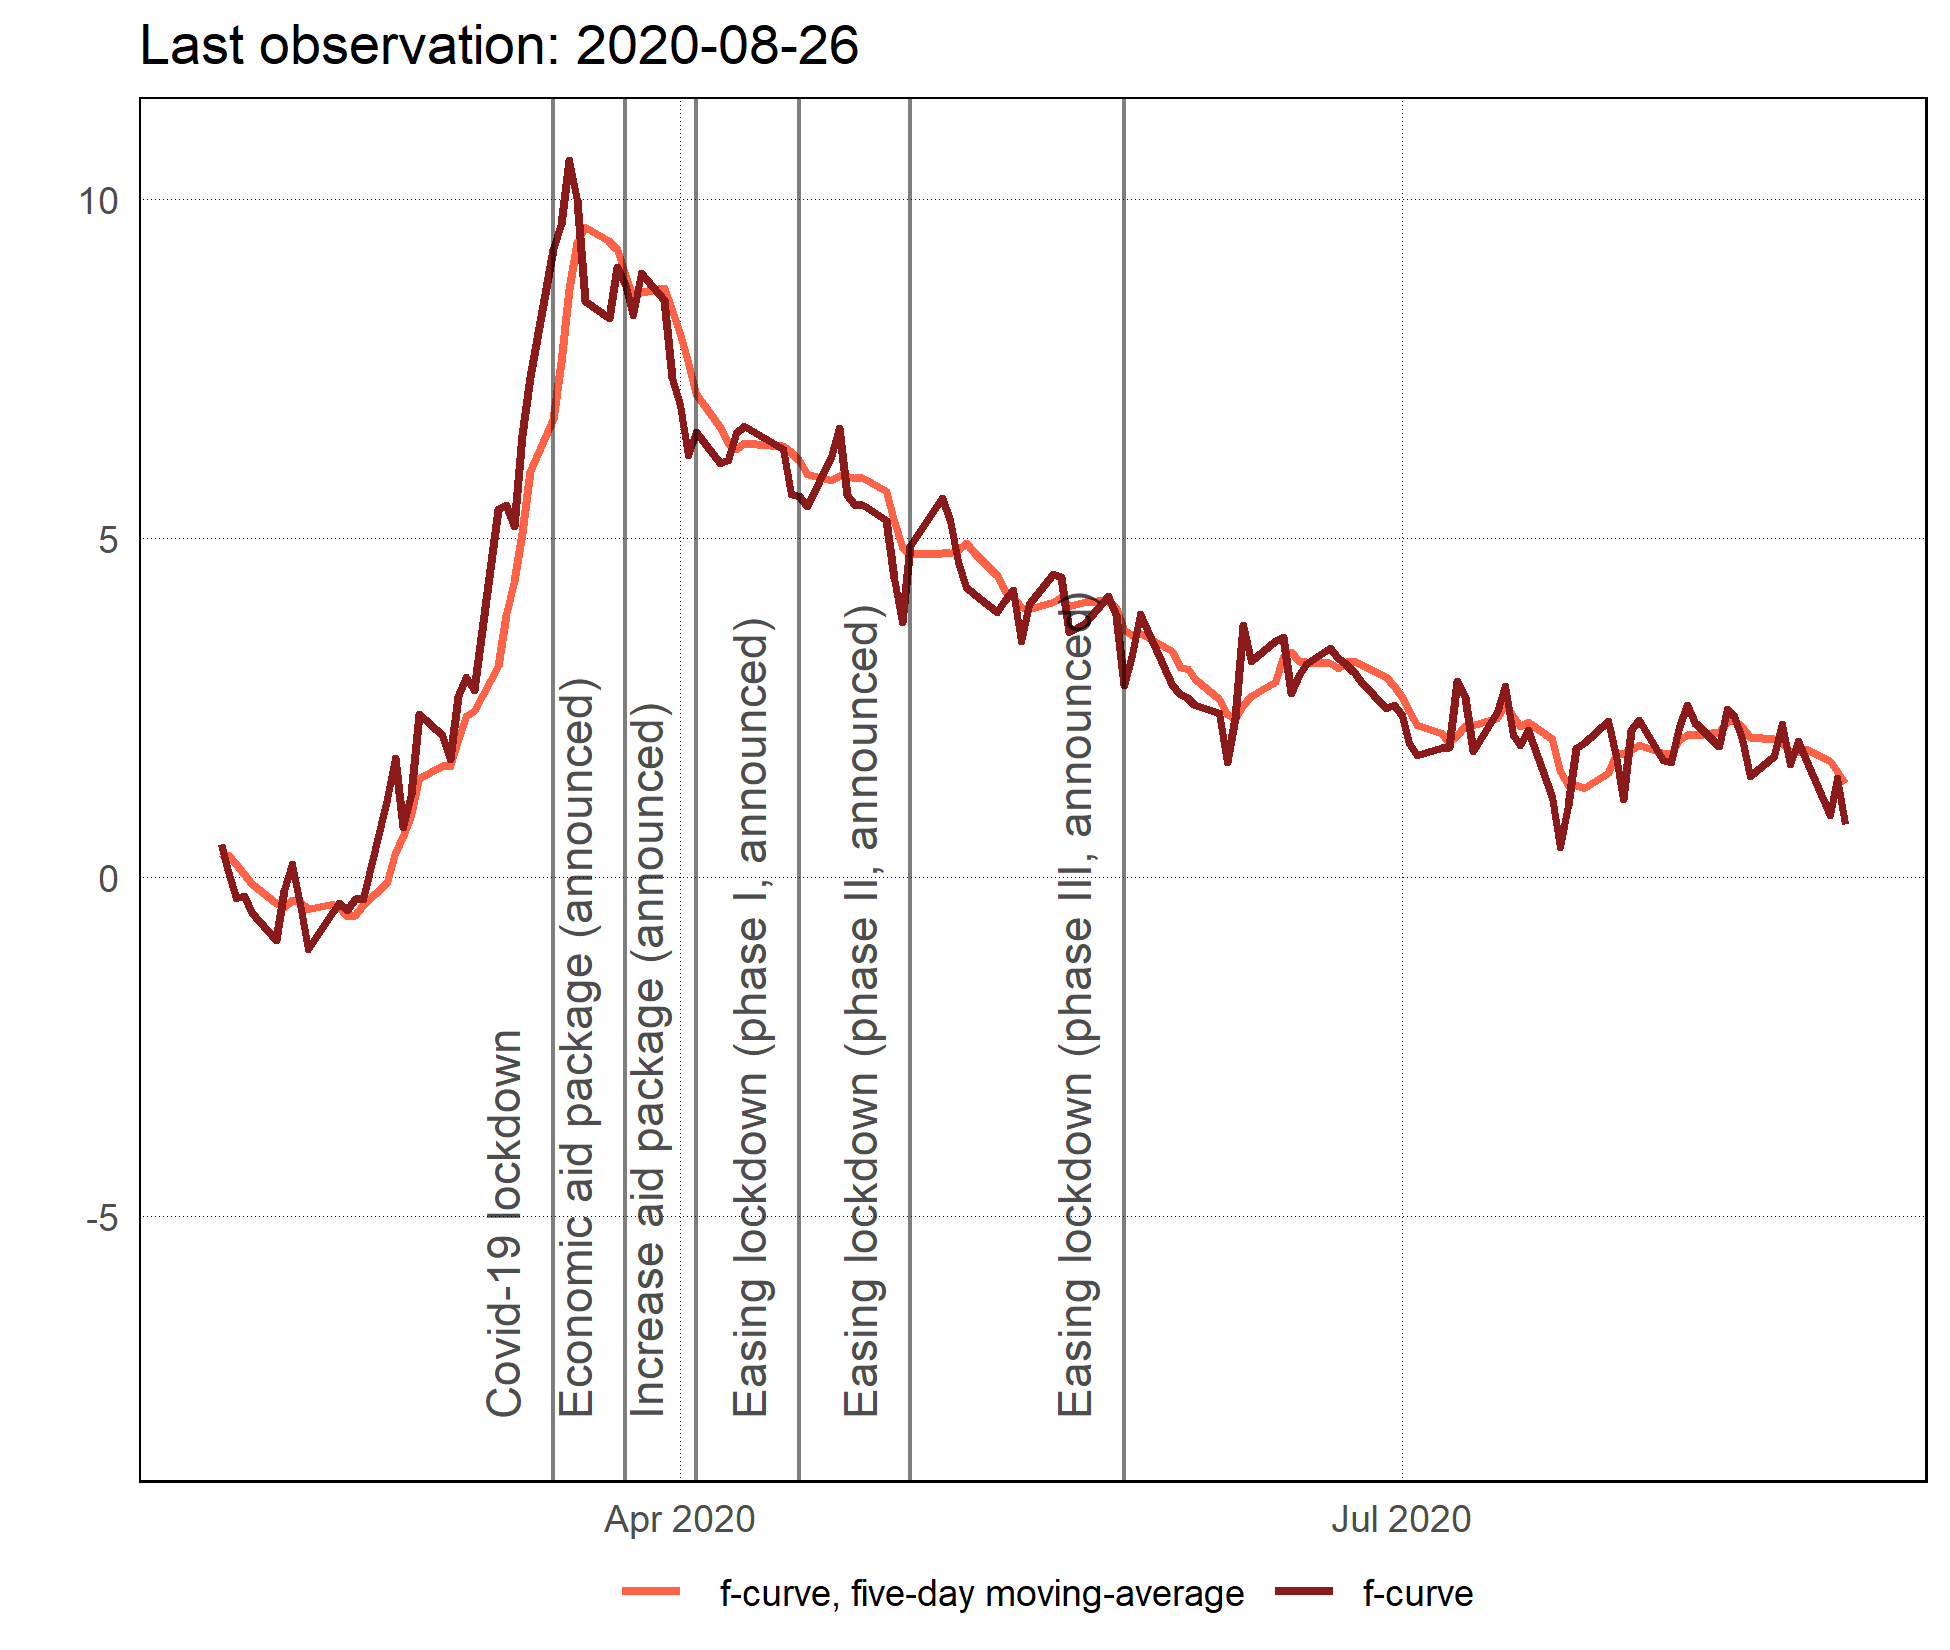 Last observation: 2020-08-26
10
5
0
-5
Covid-19 lockdown
Economic aid package (announced)
Increase aid package (announced)
Easing lockdown (phase I, announced)
Easing lockdown (phase II, announced)
Easing lockdown (phase III, announced)
Apr 2020
Jul 2020
f-curve, five-day moving-average
f-curve